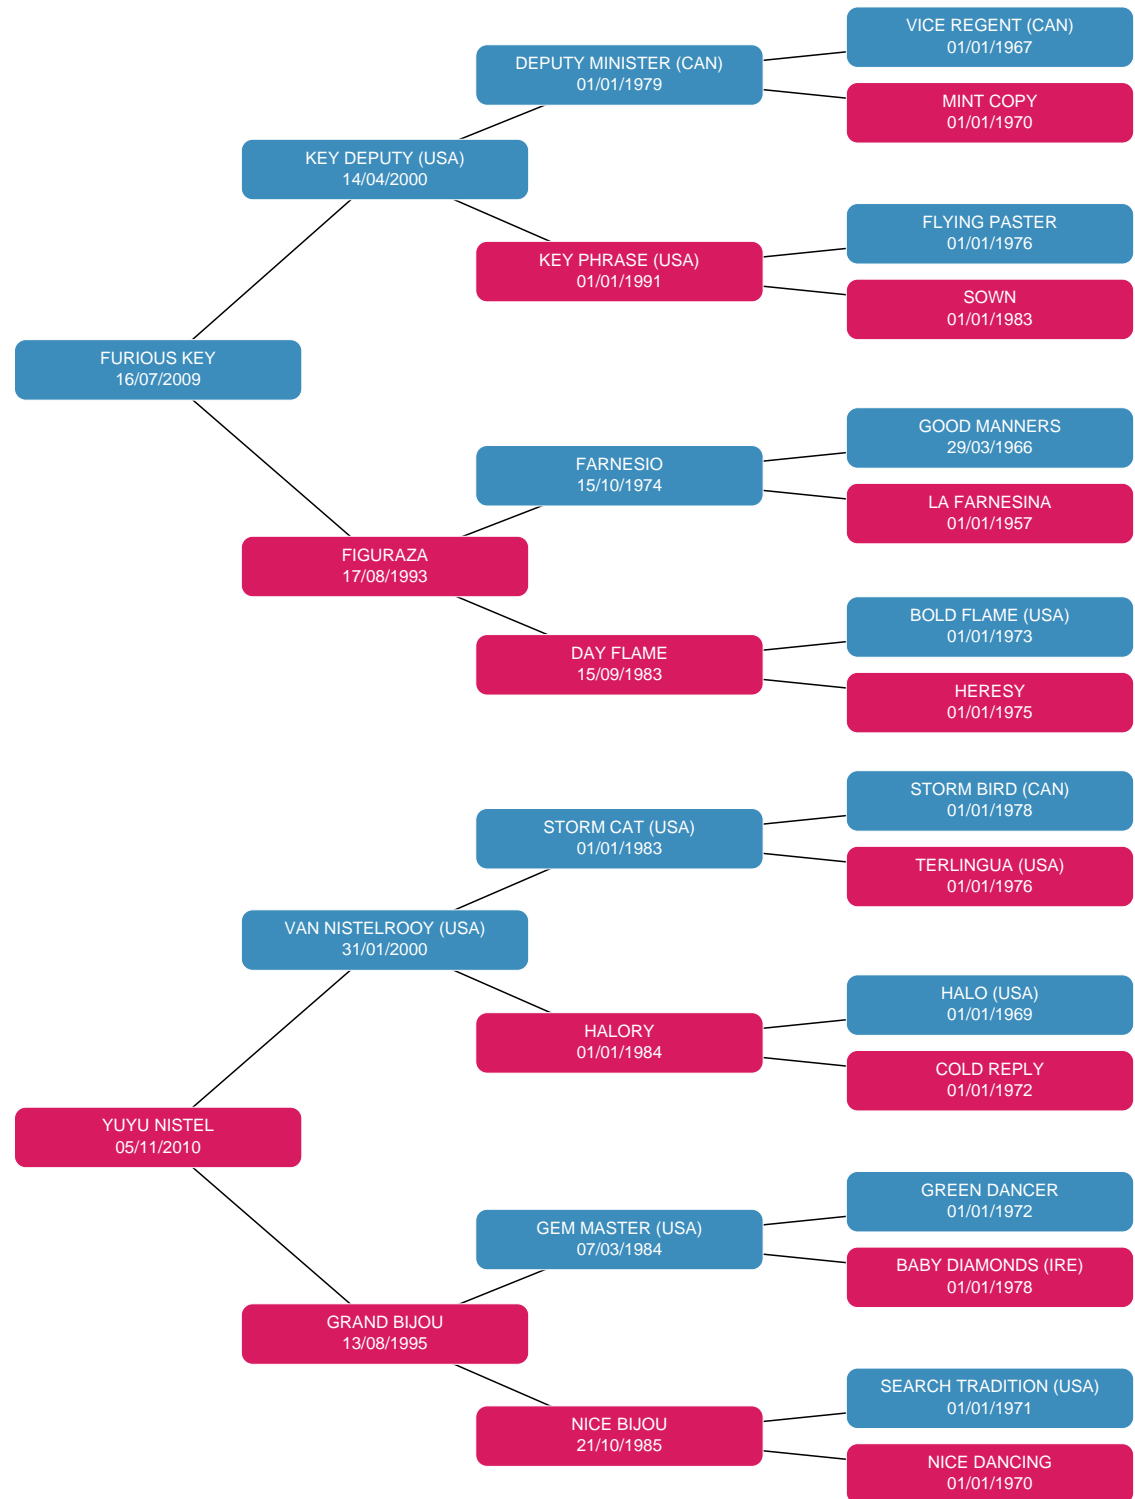 VICE REGENT (CAN)
01/01/1967
DEPUTY MINISTER (CAN)
01/01/1979
MINT COPY
01/01/1970
KEY DEPUTY (USA)
14/04/2000
FLYING PASTER
01/01/1976
KEY PHRASE (USA)
01/01/1991
SOWN
01/01/1983
FURIOUS KEY
16/07/2009
GOOD MANNERS
29/03/1966
FARNESIO
15/10/1974
LA FARNESINA
01/01/1957
FIGURAZA
17/08/1993
BOLD FLAME (USA)
01/01/1973
DAY FLAME
15/09/1983
HERESY
01/01/1975
STORM BIRD (CAN)
01/01/1978
STORM CAT (USA)
01/01/1983
TERLINGUA (USA)
01/01/1976
VAN NISTELROOY (USA)
31/01/2000
HALO (USA)
01/01/1969
HALORY
01/01/1984
COLD REPLY
01/01/1972
YUYU NISTEL
05/11/2010
GREEN DANCER
01/01/1972
GEM MASTER (USA)
07/03/1984
BABY DIAMONDS (IRE)
01/01/1978
GRAND BIJOU
13/08/1995
SEARCH TRADITION (USA)
01/01/1971
NICE BIJOU
21/10/1985
NICE DANCING
01/01/1970